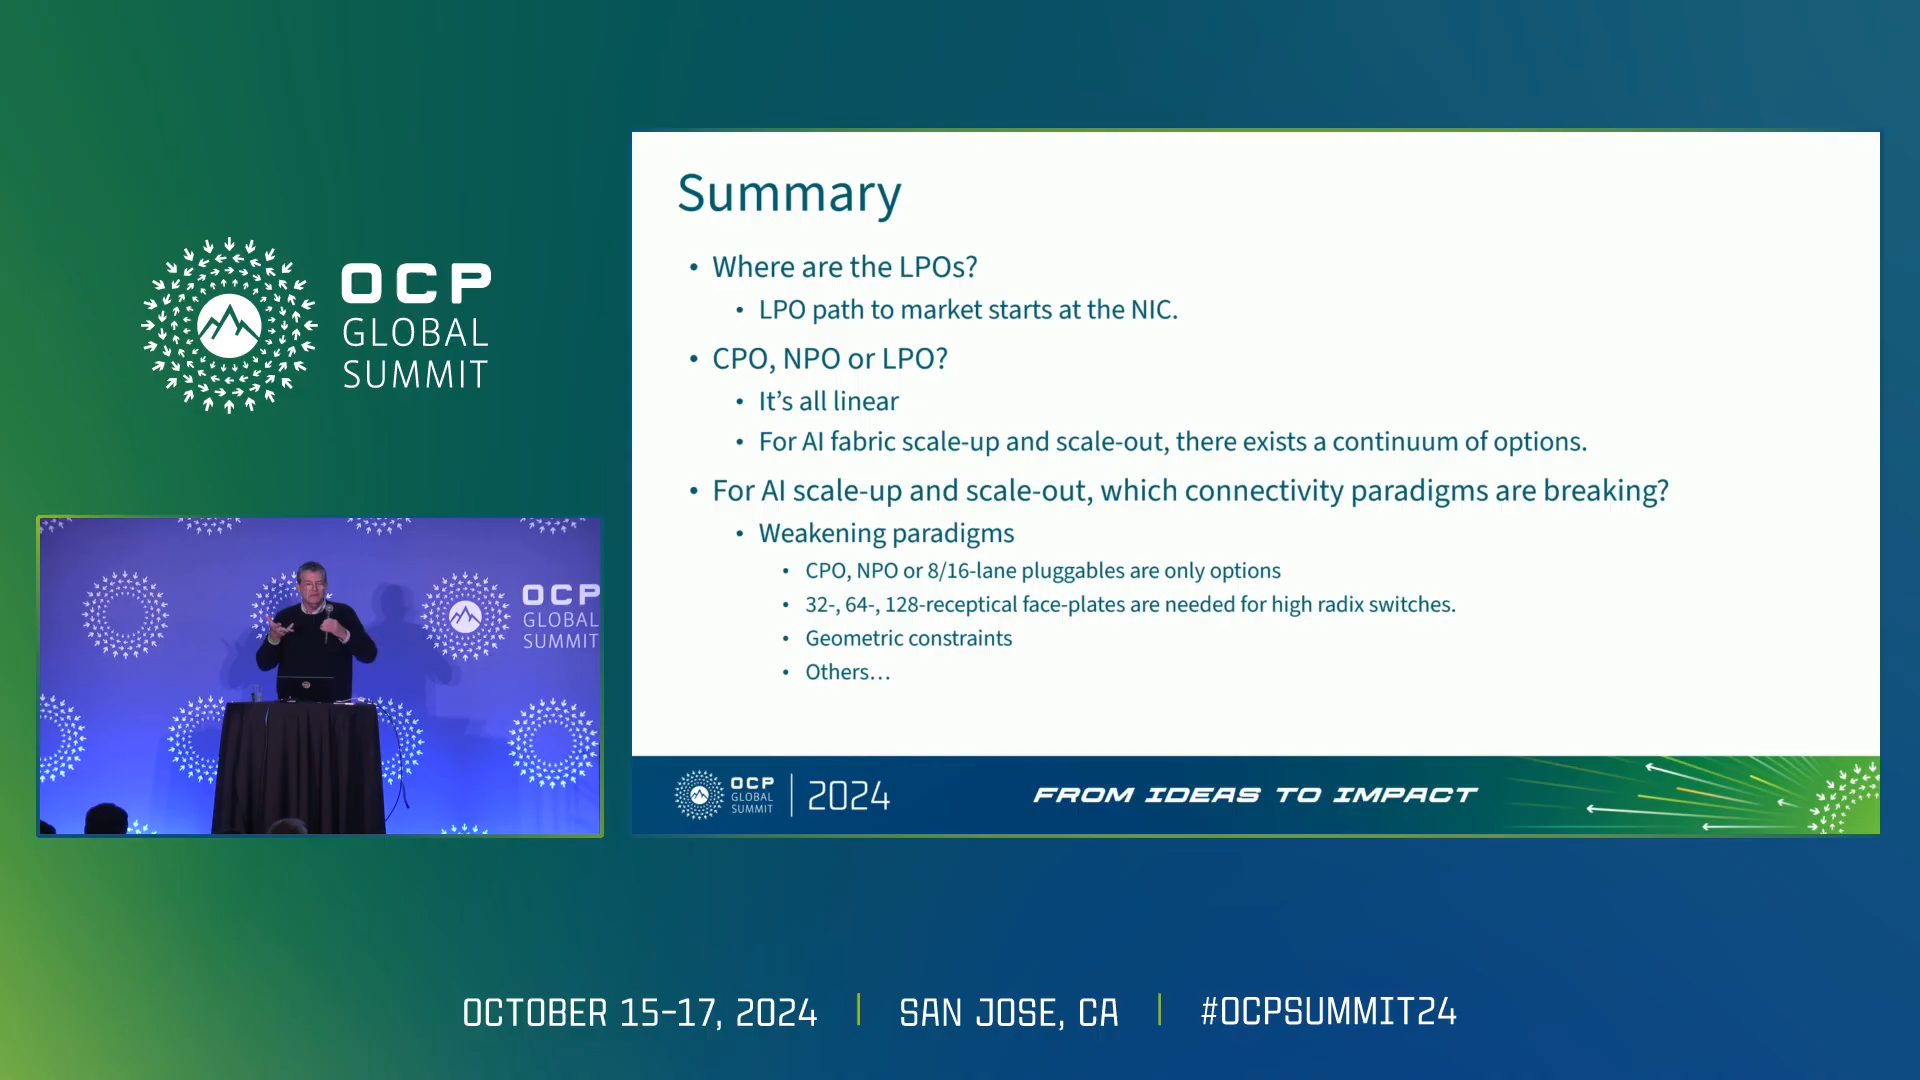 OCP
GLOBAL
SUMMIT
OCP
GLOBAL
SUMMIT
Summary
• Where are the LPOs?
• LPO path to market starts at the NIC.
• CPO, NPO or LPO?
• It's all linear
• For AI fabric scale-up and scale-out, there exists a continuum of options.
• For AI scale-up and scale-out, which connectivity paradigms are breaking?
• Weakening paradigms
• CPO, NPO or 8/16-lane pluggables are only options
• 32-, 64-, 128-receptical face-plates are needed for high radix switches.
• Geometric constraints
• Others…
OCP
GLOBAL
SUMMIT
2024
FROM IDEAS TO IMPACT
OCTOBER 15-17, 2024 | SAN JOSE, CA | #OCPSUMMIT24